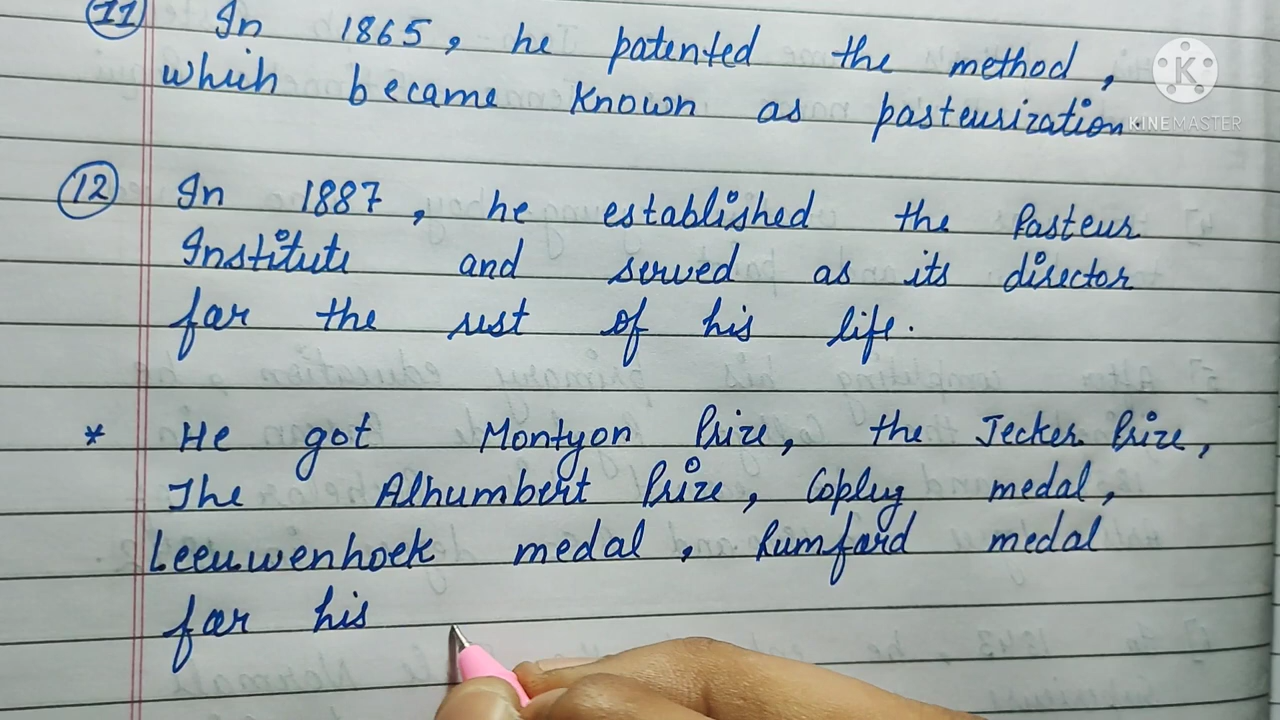 11 In 1865, he patented the method,
which became known as pasteurization.
K
KINEMASTER
12 In 1887, he established the Pasteur
Institute and served as its director
for the rest of his life.
* He got Montyon Prize, the Jecker Prize,
The Alhumbert Prize, Copley medal,
Leeuwenhoek medal, Rumford medal
for his